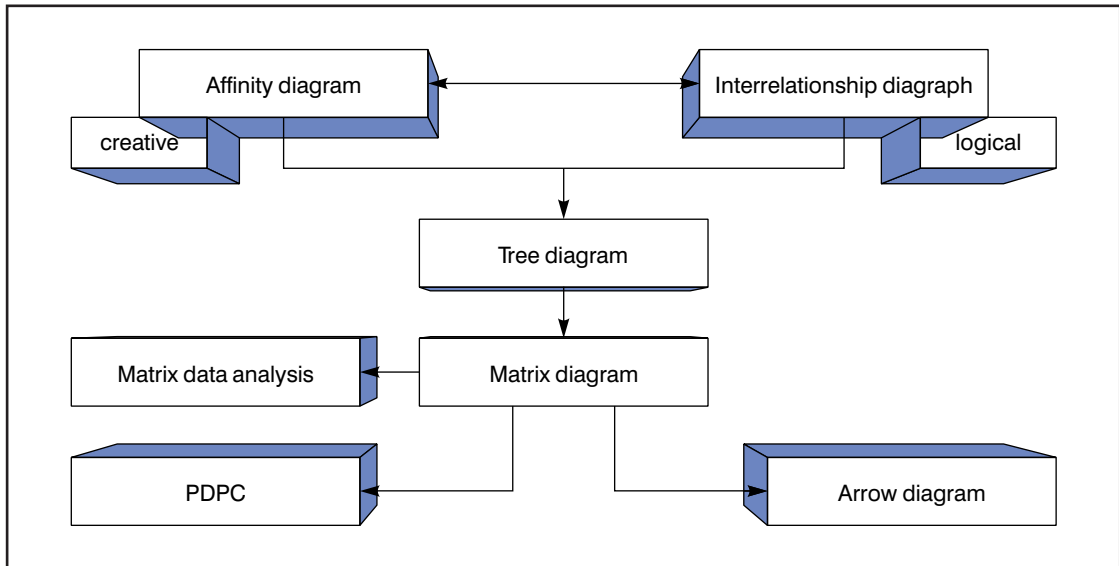 Affinity diagram
Interrelationship diagraph
creative
logical
Tree diagram
Matrix data analysis
Matrix diagram
PDPC
Arrow diagram